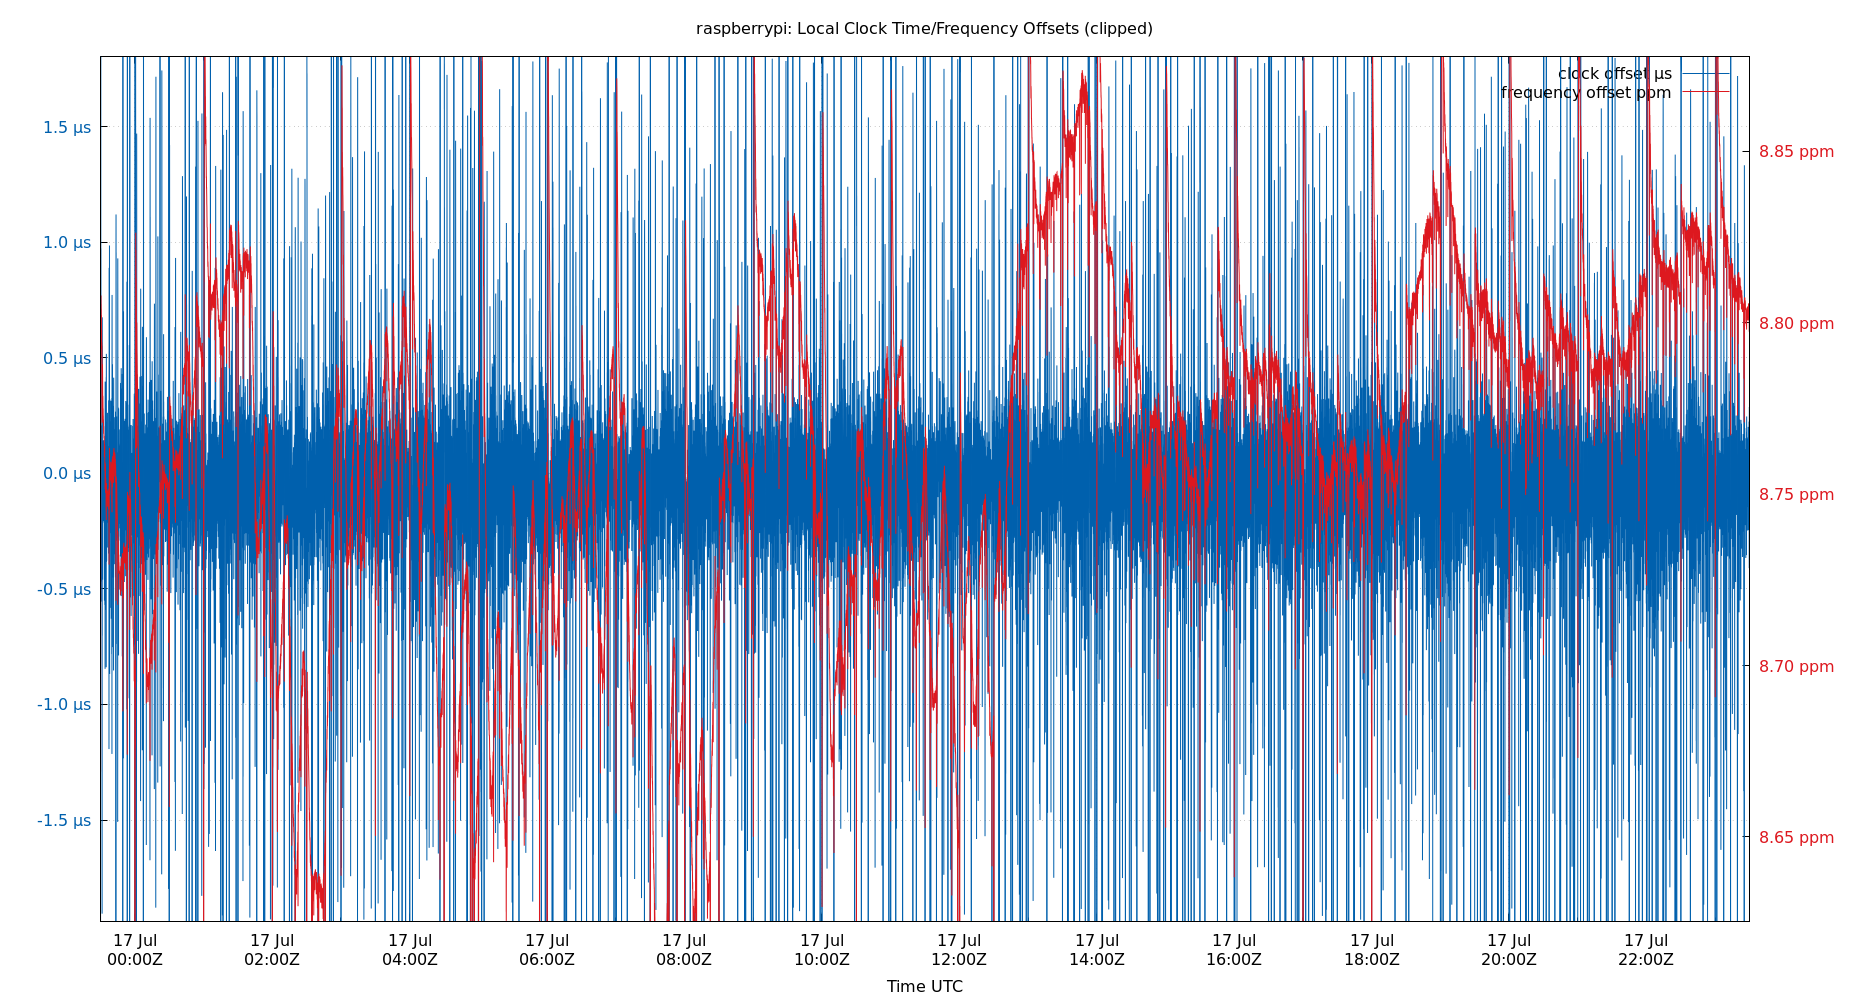 raspberrypi: Local Clock Time/Frequency Offsets (clipped)
clock offset µs
frequency offset ppm
1.5 µs
1.0 µs
0.5 µs
0.0 µs
-0.5 µs
-1.0 µs
-1.5 µs
8.85 ppm
8.80 ppm
8.75 ppm
8.70 ppm
8.65 ppm
17 Jul 17 Jul 17 Jul 17 Jul 17 Jul 17 Jul 17 Jul 17 Jul 17 Jul 17 Jul 17 Jul 17 Jul
00:00Z 02:00Z 04:00Z 06:00Z 08:00Z 10:00Z 12:00Z 14:00Z 16:00Z 18:00Z 20:00Z 22:00Z
Time UTC